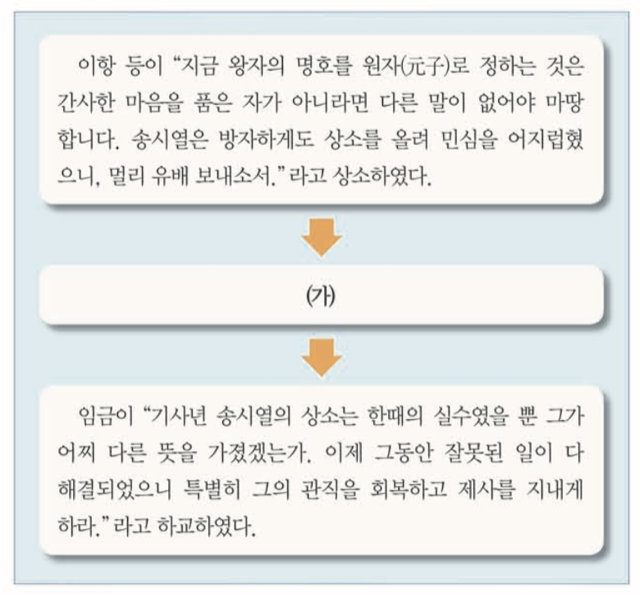 이항 등이 “지금 왕자의 명호를 원자(元子)로 정하는 것은
간사한 마음을 품은 자가 아니라면 다른 말이 없어야 마땅
합니다. 송시열은 방자하게도 상소를 올려 민심을 어지럽혔
으니, 멀리 유배 보내소서.”라고 상소하였다.
(가)
임금이 “기사년 송시열의 상소는 한때의 실수였을 뿐 그가
어찌 다른 뜻을 가졌겠는가. 이제 그동안 잘못된 일이 다
해결되었으니 특별히 그의 관직을 회복하고 제사를 지내게
하라.”라고 하교하였다.